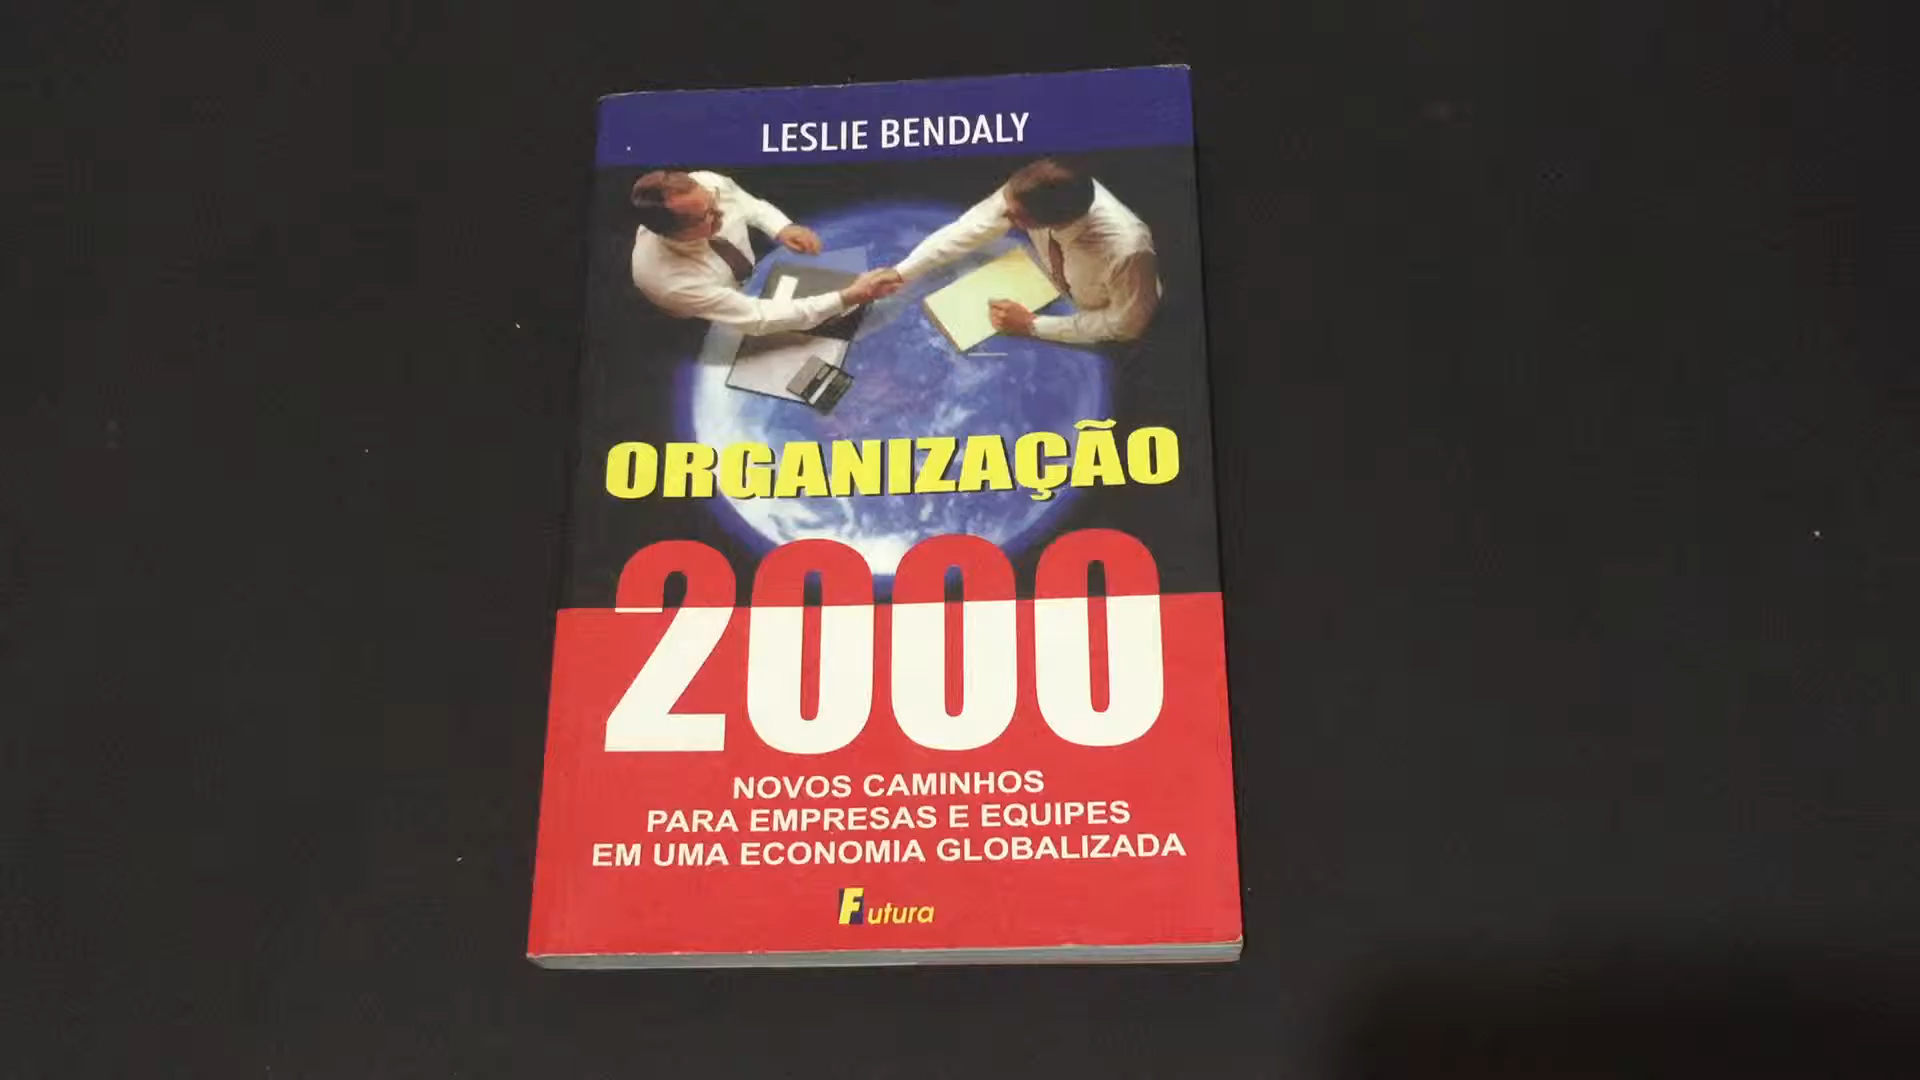 LESLIE BENDALY
ORGANIZAÇÃO
2000
NOVOS CAMINHOS
PARA EMPRESAS E EQUIPES
EM UMA ECONOMIA GLOBALIZADA
Futura